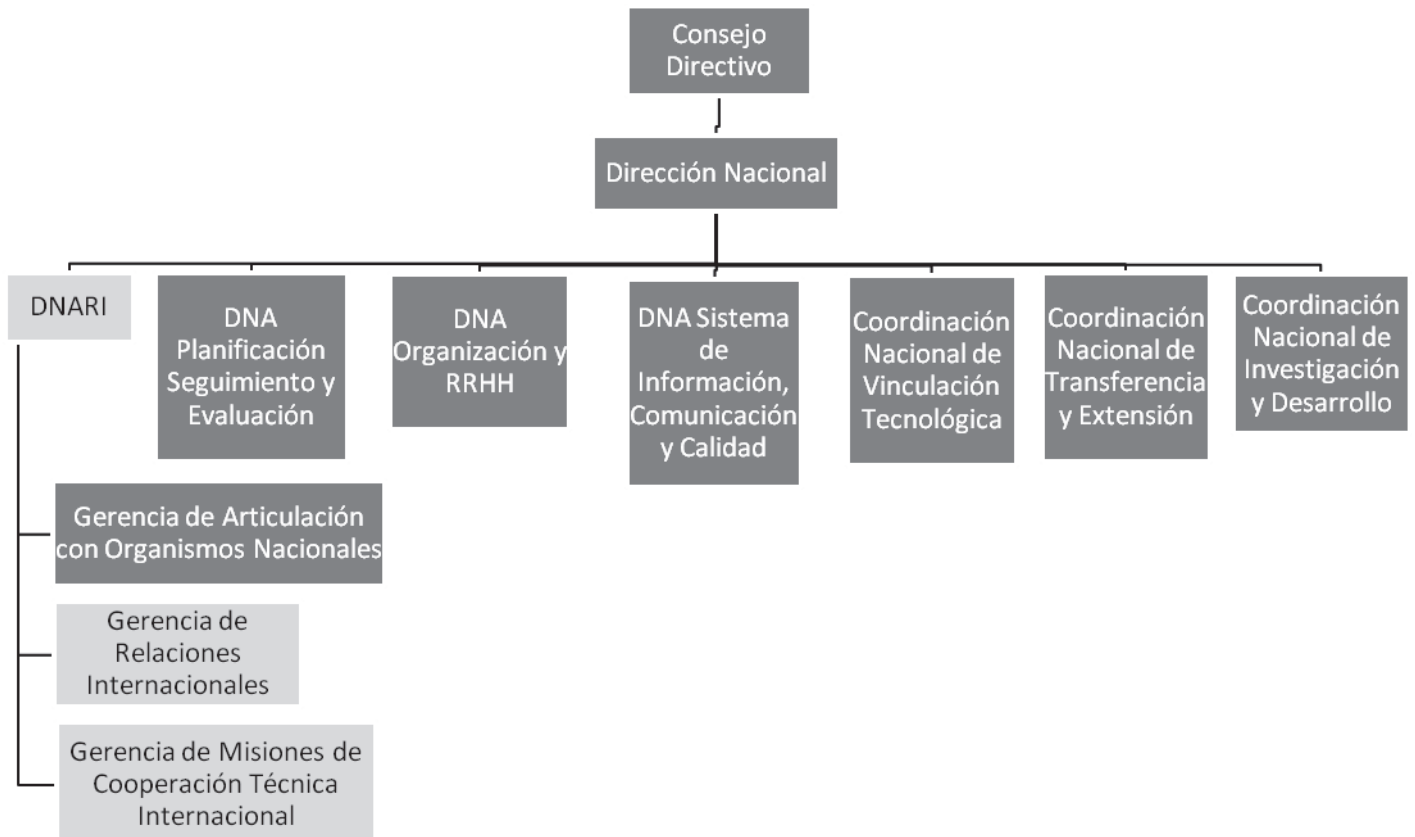 Consejo
Directivo
Dirección Nacional
DNARI
DNA
Planificación
Seguimiento y
Evaluación
DNA
Organización y
RRHH
DNA Sistema
de
Información,
Comunicación
y Calidad
Coordinación
Nacional de
Vinculación
Tecnológica
Coordinación
Nacional de
Transferencia
y Extensión
Coordinación
Nacional de
Investigación
y Desarrollo
Gerencia de Articulación
con Organismos Nacionales
Gerencia de
Relaciones
Internacionales
Gerencia de Misiones de
Cooperación Técnica
Internacional